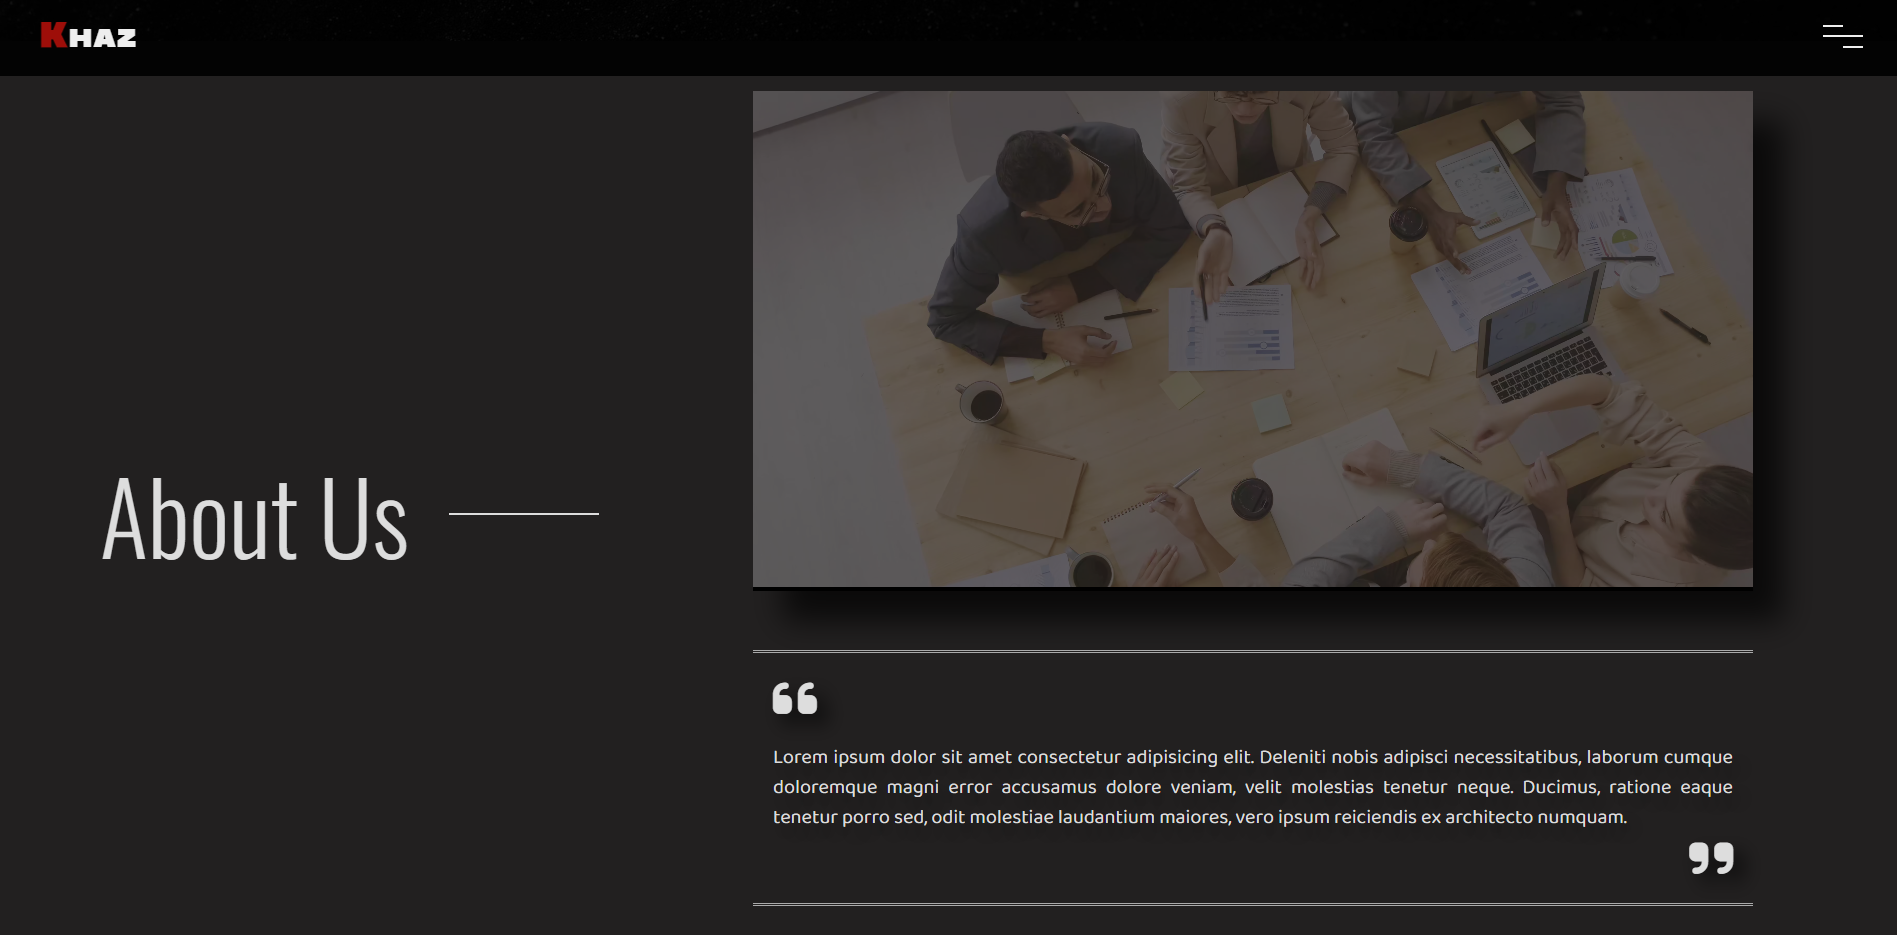 KHAZ
About Us
Lorem ipsum dolor sit amet consectetur adipisicing elit. Deleniti nobis adipisci necessitatibus, laborum cumque
doloremque magni error accusamus dolore veniam, velit molestias tenetur neque. Ducimus, ratione eaque
tenetur porro sed, odit molestiae laudantium maiores, vero ipsum reiciendis ex architecto numquam.